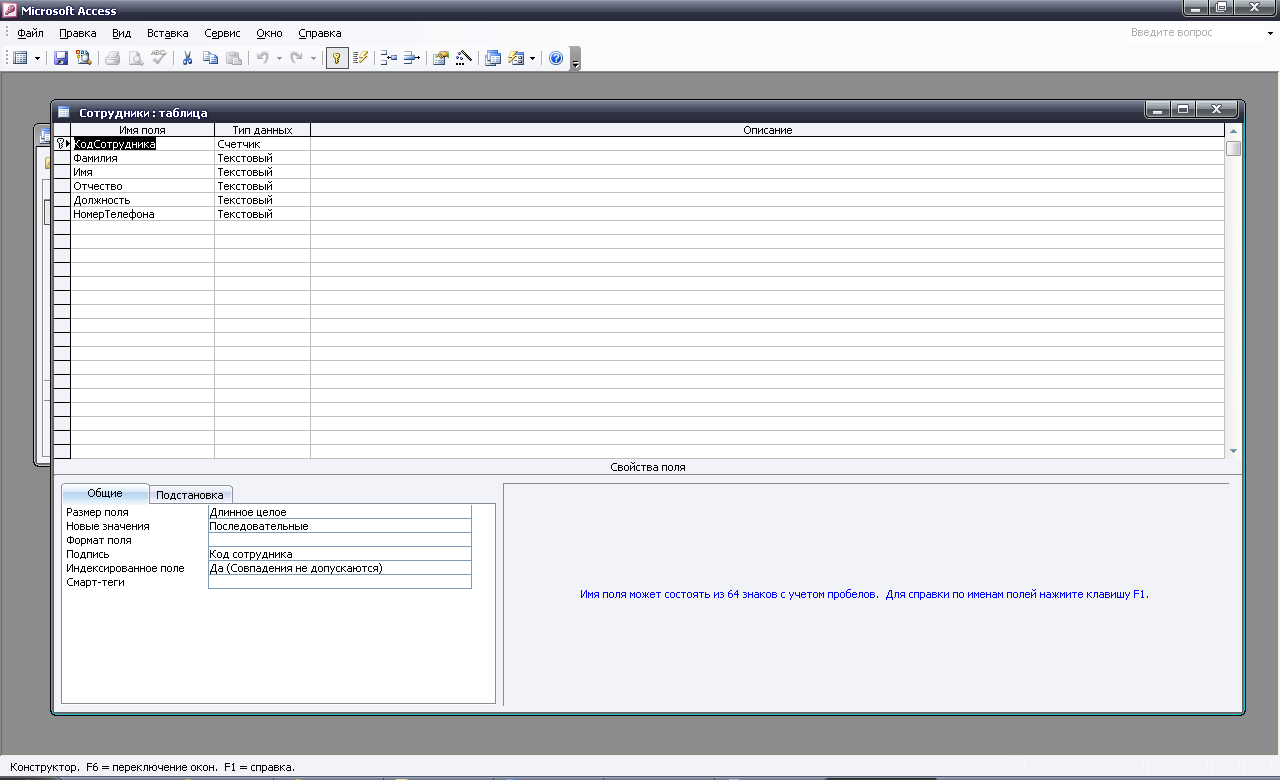 Microsoft Access
Файл Правка Вид Вставка Сервис Окно Справка Введите вопрос
Сотрудники : таблица
Имя поля Тип данных Описание
КодСотрудника Счетчик
Фамилия Текстовый
Имя Текстовый
Отчество Текстовый
Должность Текстовый
НомерТелефона Текстовый
Свойства поля
Общие Подстановка
Размер поля Длинное целое
Новые значения Последовательные
Формат поля
Подпись Код сотрудника
Индексированное поле Да (Совпадения не допускаются)
Смарт-теги
Имя поля может состоять из 64 знаков с учетом пробелов. Для справки по именам полей нажмите клавишу F1.
Конструктор. F6 = переключение окон. F1 = справка.